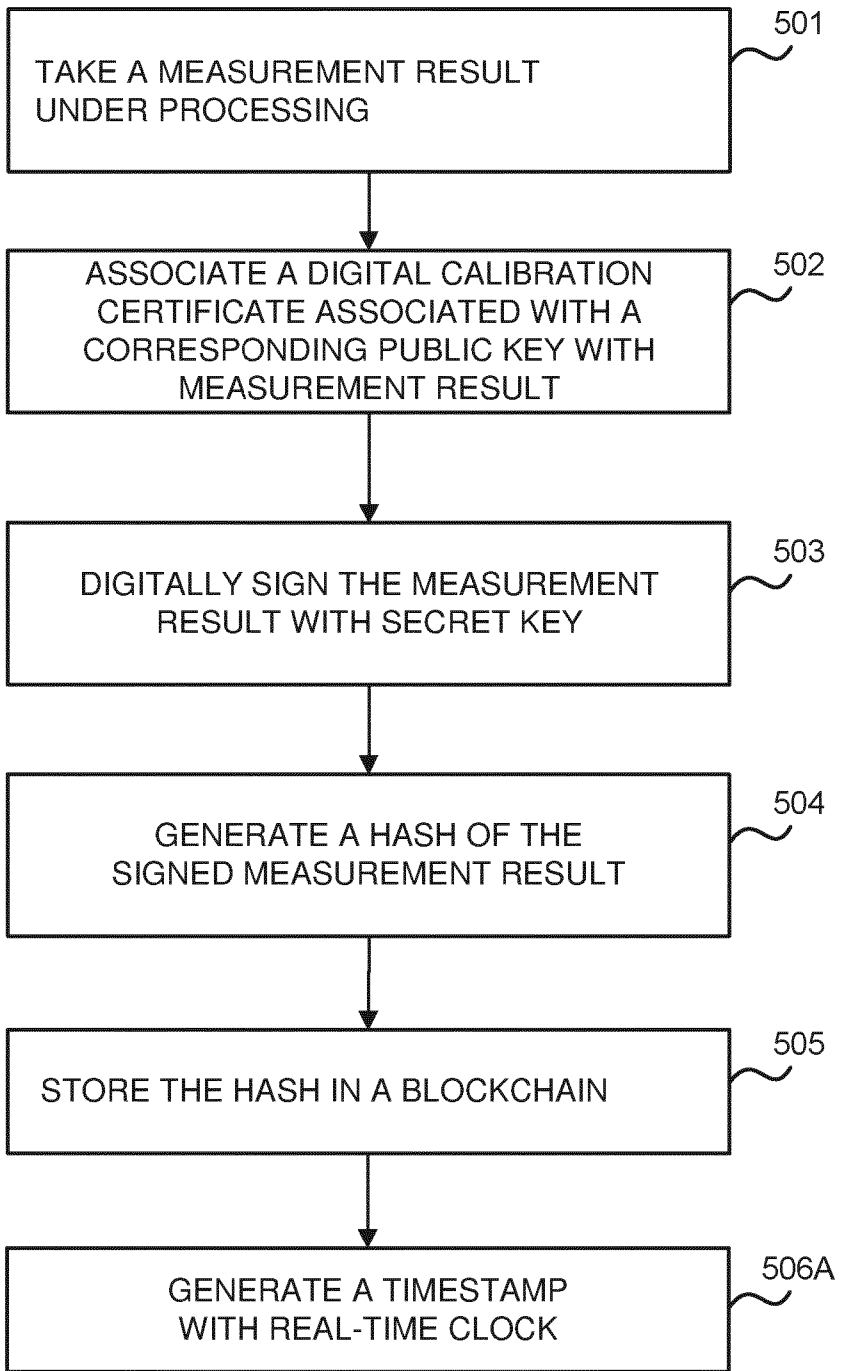 501
TAKE A MEASUREMENT RESULT
UNDER PROCESSING
502
ASSOCIATE A DIGITAL CALIBRATION
CERTIFICATE ASSOCIATED WITH A
CORRESPONDING PUBLIC KEY WITH
MEASUREMENT RESULT
503
DIGITALLY SIGN THE MEASUREMENT
RESULT WITH SECRET KEY
504
GENERATE A HASH OF THE
SIGNED MEASUREMENT RESULT
505
STORE THE HASH IN A BLOCKCHAIN
506A
GENERATE A TIMESTAMP
WITH REAL-TIME CLOCK